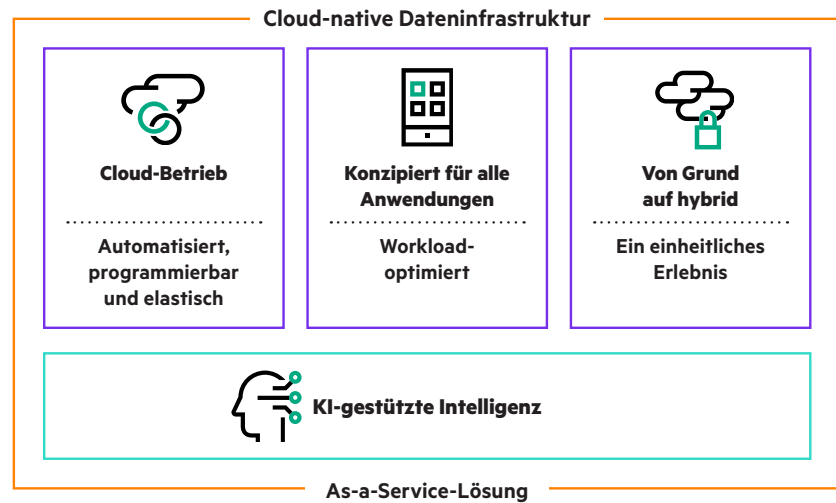 Cloud-native Dateninfrastruktur
Cloud-Betrieb
Automatisiert,
programmierbar
und elastisch
Konzipiert für alle
Anwendungen
Workload-
optimiert
Von Grund
auf hybrid
Ein einheitliches
Erlebnis
KI-gestützte Intelligenz
As-a-Service-Lösung